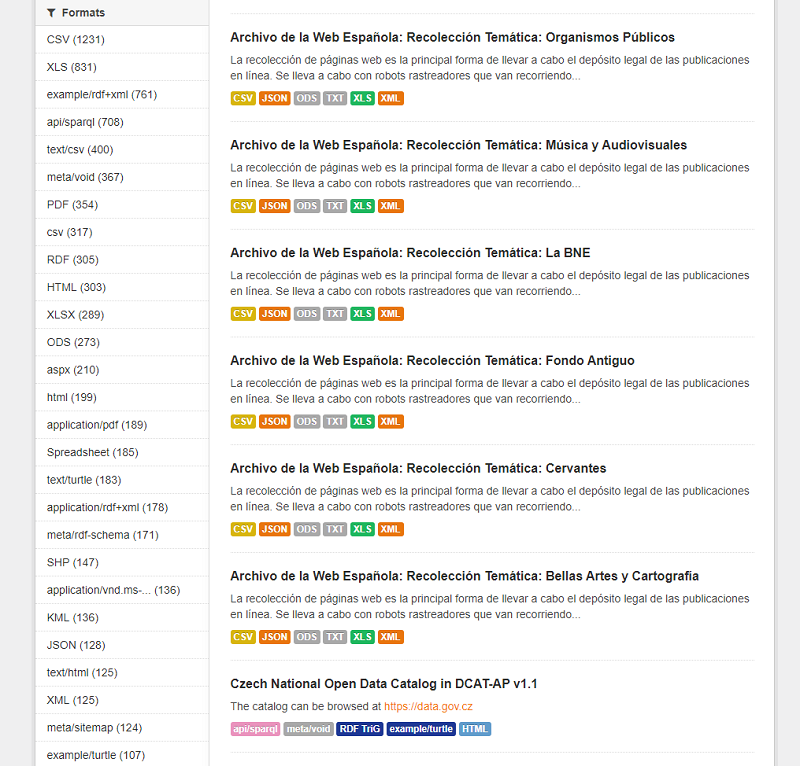 Formats
CSV (1231)
XLS (831)
example/rdf+xml (761)
api/sparql (708)
text/csv (400)
meta/void (367)
PDF (354)
csv (317)
RDF (305)
HTML (303)
XLSX (289)
ODS (273)
aspx (210)
html (199)
application/pdf (189)
Spreadsheet (185)
text/turtle (183)
application/rdf+xml (178)
meta/rdf-schema (171)
SHP (147)
application/vnd.ms-... (136)
KML (136)
JSON (128)
text/html (125)
XML (125)
meta/sitemap (124)
example/turtle (107)
Archivo de la Web Española: Recolección Temática: Organismos Públicos
La recolección de páginas web es la principal forma de llevar a cabo el depósito legal de las publicaciones
en línea. Se lleva a cabo con robots rastreadores que van recorriendo...
CSV JSON ODS TXT XLS XML
Archivo de la Web Española: Recolección Temática: Música y Audiovisuales
La recolección de páginas web es la principal forma de llevar a cabo el depósito legal de las publicaciones
en línea. Se lleva a cabo con robots rastreadores que van recorriendo...
CSV JSON ODS TXT XLS XML
Archivo de la Web Española: Recolección Temática: La BNE
La recolección de páginas web es la principal forma de llevar a cabo el depósito legal de las publicaciones
en línea. Se lleva a cabo con robots rastreadores que van recorriendo...
CSV JSON ODS TXT XLS XML
Archivo de la Web Española: Recolección Temática: Fondo Antiguo
La recolección de páginas web es la principal forma de llevar a cabo el depósito legal de las publicaciones
en línea. Se lleva a cabo con robots rastreadores que van recorriendo...
CSV JSON ODS TXT XLS XML
Archivo de la Web Española: Recolección Temática: Cervantes
La recolección de páginas web es la principal forma de llevar a cabo el depósito legal de las publicaciones
en línea. Se lleva a cabo con robots rastreadores que van recorriendo...
CSV JSON ODS TXT XLS XML
Archivo de la Web Española: Recolección Temática: Bellas Artes y Cartografía
La recolección de páginas web es la principal forma de llevar a cabo el depósito legal de las publicaciones
en línea. Se lleva a cabo con robots rastreadores que van recorriendo...
CSV JSON ODS TXT XLS XML
Czech National Open Data Catalog in DCAT-AP v1.1
The catalog can be browsed at https://data.gov.cz
api/sparql meta/void RDF TriG example/turtle HTML